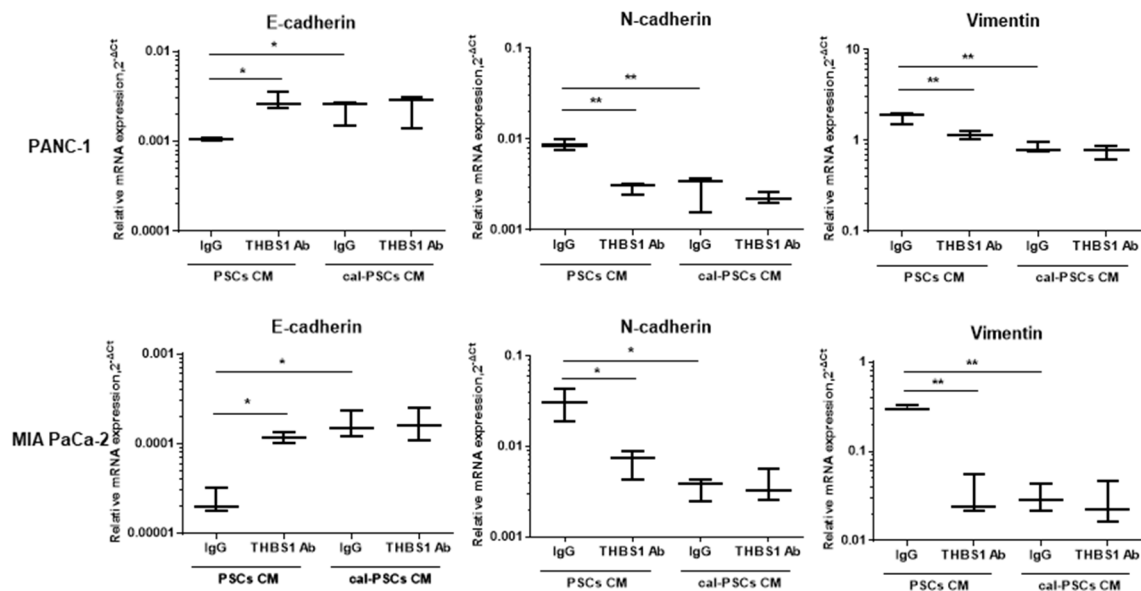 E-cadherin
N-cadherin
Vimentin
PANC-1
Relative mRNA expression,2^-ΔCt
0.01
0.001
0.0001
*
*
IgG
THBS1 Ab
IgG
THBS1 Ab
PSCs CM
cal-PSCs CM
Relative mRNA expression,2^-ΔCt
0.1
0.01
0.001
**
**
IgG
THBS1 Ab
IgG
THBS1 Ab
PSCs CM
cal-PSCs CM
Relative mRNA expression,2^-ΔCt
10
1
0.1
**
**
IgG
THBS1 Ab
IgG
THBS1 Ab
PSCs CM
cal-PSCs CM
E-cadherin
N-cadherin
Vimentin
MIA PaCa-2
Relative mRNA expression,2^-ΔCt
0.001
0.0001
0.00001
*
*
IgG
THBS1 Ab
IgG
THBS1 Ab
PSCs CM
cal-PSCs CM
Relative mRNA expression,2^-ΔCt
0.1
0.01
0.001
*
*
IgG
THBS1 Ab
IgG
THBS1 Ab
PSCs CM
cal-PSCs CM
Relative mRNA expression,2^-ΔCt
1
0.1
0.01
**
**
IgG
THBS1 Ab
IgG
THBS1 Ab
PSCs CM
cal-PSCs CM